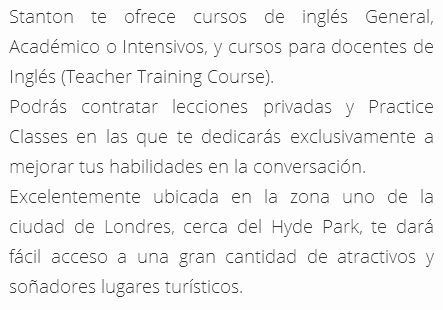 Stanton te ofrece cursos de inglés General,
Académico o Intensivos, y cursos para docentes de
Inglés (Teacher Training Course).
Podrás contratar lecciones privadas y Practice
Classes en las que te dedicarás exclusivamente a
mejorar tus habilidades en la conversación.
Excelentemente ubicada en la zona uno de la
ciudad de Londres, cerca del Hyde Park, te dará
fácil acceso a una gran cantidad de atractivos y
soñadores lugares turísticos.